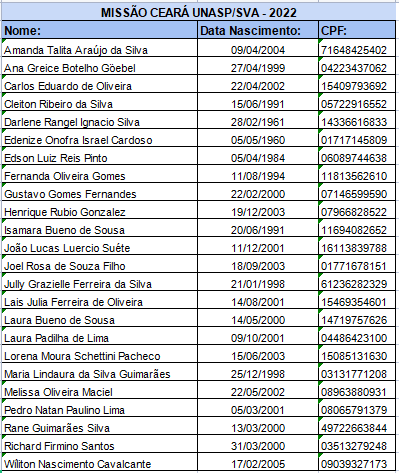 MISSÃO CEARÁ UNASP/SVA - 2022
Nome: Data Nascimento: CPF:
Amanda Talita Araújo da Silva 09/04/2004 71648425402
Ana Greice Botelho Göebel 27/04/1999 04223437062
Carlos Eduardo de Oliveira 22/04/2002 15409793692
Cleiton Ribeiro da Silva 15/06/1991 05722916552
Darlene Rangel Ignacio Silva 28/02/1961 14336616833
Edenize Onofra Israel Cardoso 05/05/1960 01717145809
Edson Luiz Reis Pinto 05/04/1984 06089744638
Fernanda Oliveira Gomes 11/08/1994 11813562610
Gustavo Gomes Fernandes 22/02/2000 07146599590
Henrique Rubio Gonzalez 19/12/2003 07966828522
Isamara Bueno de Sousa 20/06/1991 11694082652
João Lucas Luercio Suéte 11/12/2001 16113839788
Joel Rosa de Souza Filho 18/09/2003 01771678151
Jully Grazielle Ferreira da Silva 21/01/1998 61236282329
Lais Julia Ferreira de Oliveira 14/08/2001 15469354601
Laura Bueno de Sousa 14/05/2000 14719757626
Laura Padilha de Lima 09/10/2001 04486423100
Lorena Moura Schettini Pacheco 15/06/2003 15085131630
Maria Lindaura da Silva Guimarães 25/12/1998 03131771208
Melissa Oliveira Maciel 22/05/2002 08963880931
Pedro Natan Paulino Lima 05/03/2001 08065791379
Rane Guimarães Silva 13/03/2000 49722663844
Richard Firmino Santos 31/03/2000 03513279248
Wíliton Nascimento Cavalcante 17/02/2005 09039327173